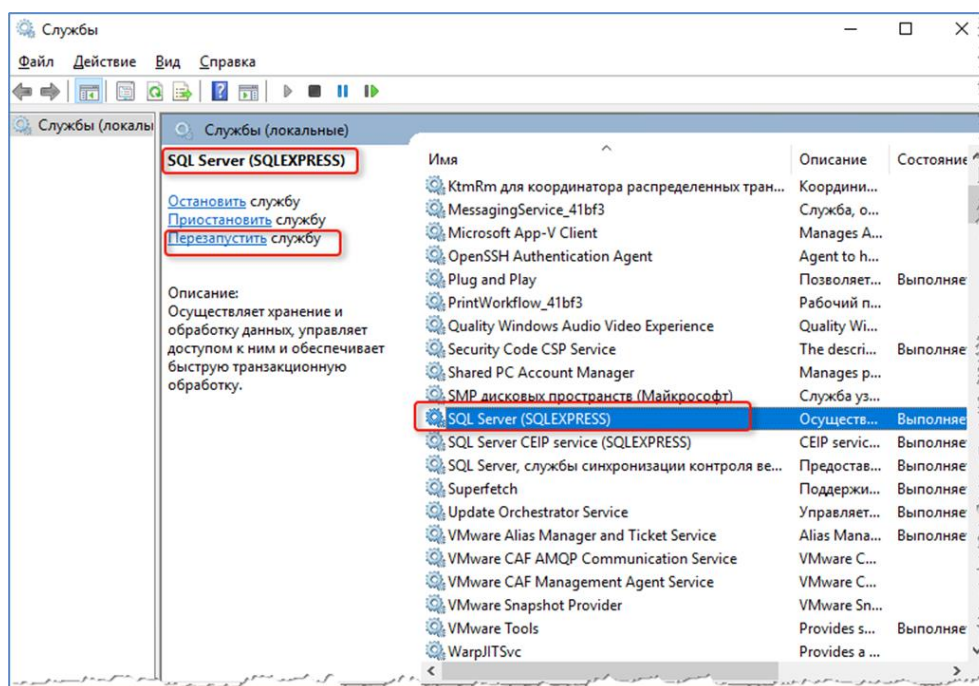 Службы
Файл Действие Вид Справка
Службы (локалы
Службы (локальные)
SQL Server (SQLEXPRESS)
Остановить службу
Приостановить службу
Перезапустить службу
Описание:
Осуществляет хранение и
обработку данных, управляет
доступом к ним и обеспечивает
быструю транзакционную
обработку.
Имя Описание Состояние
KtmRm для координатора распределенных тран... Координи...
MessagingService_41bf3 Служба, о...
Microsoft App-V Client Manages A...
OpenSSH Authentication Agent Agent to h...
Plug and Play Позволяет... Выполняе
PrintWorkflow_41bf3 Рабочий п...
Quality Windows Audio Video Experience Quality Wi...
Security Code CSP Service The descri... Выполняе
Shared PC Account Manager Manages p...
SMP дисковых пространств (Майкрософт) Служба уз...
SQL Server (SQLEXPRESS) Осуществ... Выполняе
SQL Server CEIP service (SQLEXPRESS) CEIP servic... Выполняе
SQL Server, службы синхронизации контроля ве... Предостав... Выполняе
Superfetch Поддержи... Выполняе
Update Orchestrator Service Управляет... Выполняе
VMware Alias Manager and Ticket Service Alias Mana... Выполняе
VMware CAF AMQP Communication Service VMware C...
VMware CAF Management Agent Service VMware C...
VMware Snapshot Provider VMware Sn...
VMware Tools Provides s... Выполняе
WarpJITSvc Provides a ...